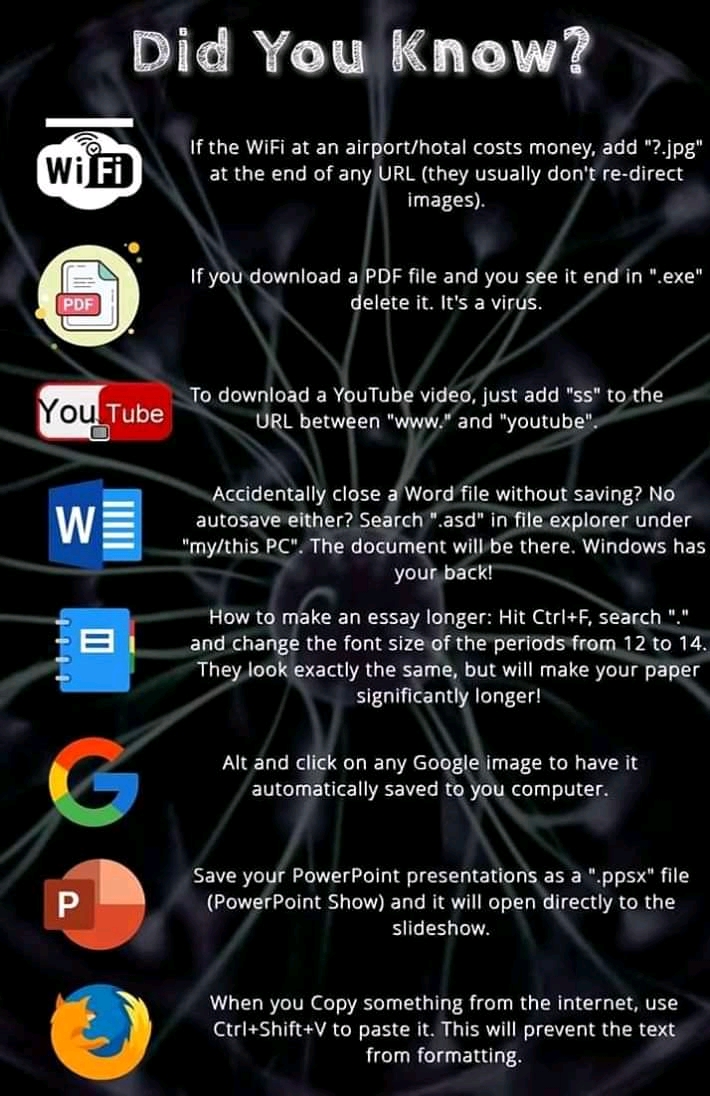 Did You Know?
WiFi
If the WiFi at an airport/hotal costs money, add "?.jpg"
at the end of any URL (they usually don't re-direct
images).
PDF
If you download a PDF file and you see it end in ".exe"
delete it. It's a virus.
YouTube
To download a YouTube video, just add "ss" to the
URL between "www." and "youtube".
W
Accidentally close a Word file without saving? No
autosave either? Search ".asd" in file explorer under
"my/this PC". The document will be there. Windows has
your back!
How to make an essay longer: Hit Ctrl+F, search "."
and change the font size of the periods from 12 to 14.
They look exactly the same, but will make your paper
significantly longer!
G
Alt and click on any Google image to have it
automatically saved to you computer.
P
Save your PowerPoint presentations as a ".ppsx" file
(PowerPoint Show) and it will open directly to the
slideshow.
When you Copy something from the internet, use
Ctrl+Shift+V to paste it. This will prevent the text
from formatting.